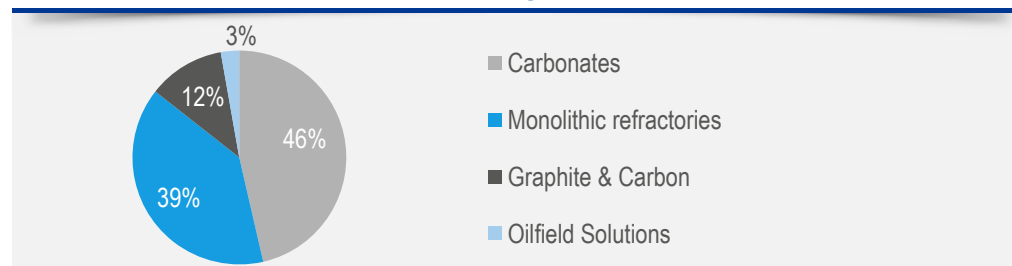 3%
12%
46%
39%
Carbonates
Monolithic refractories
Graphite & Carbon
Oilfield Solutions